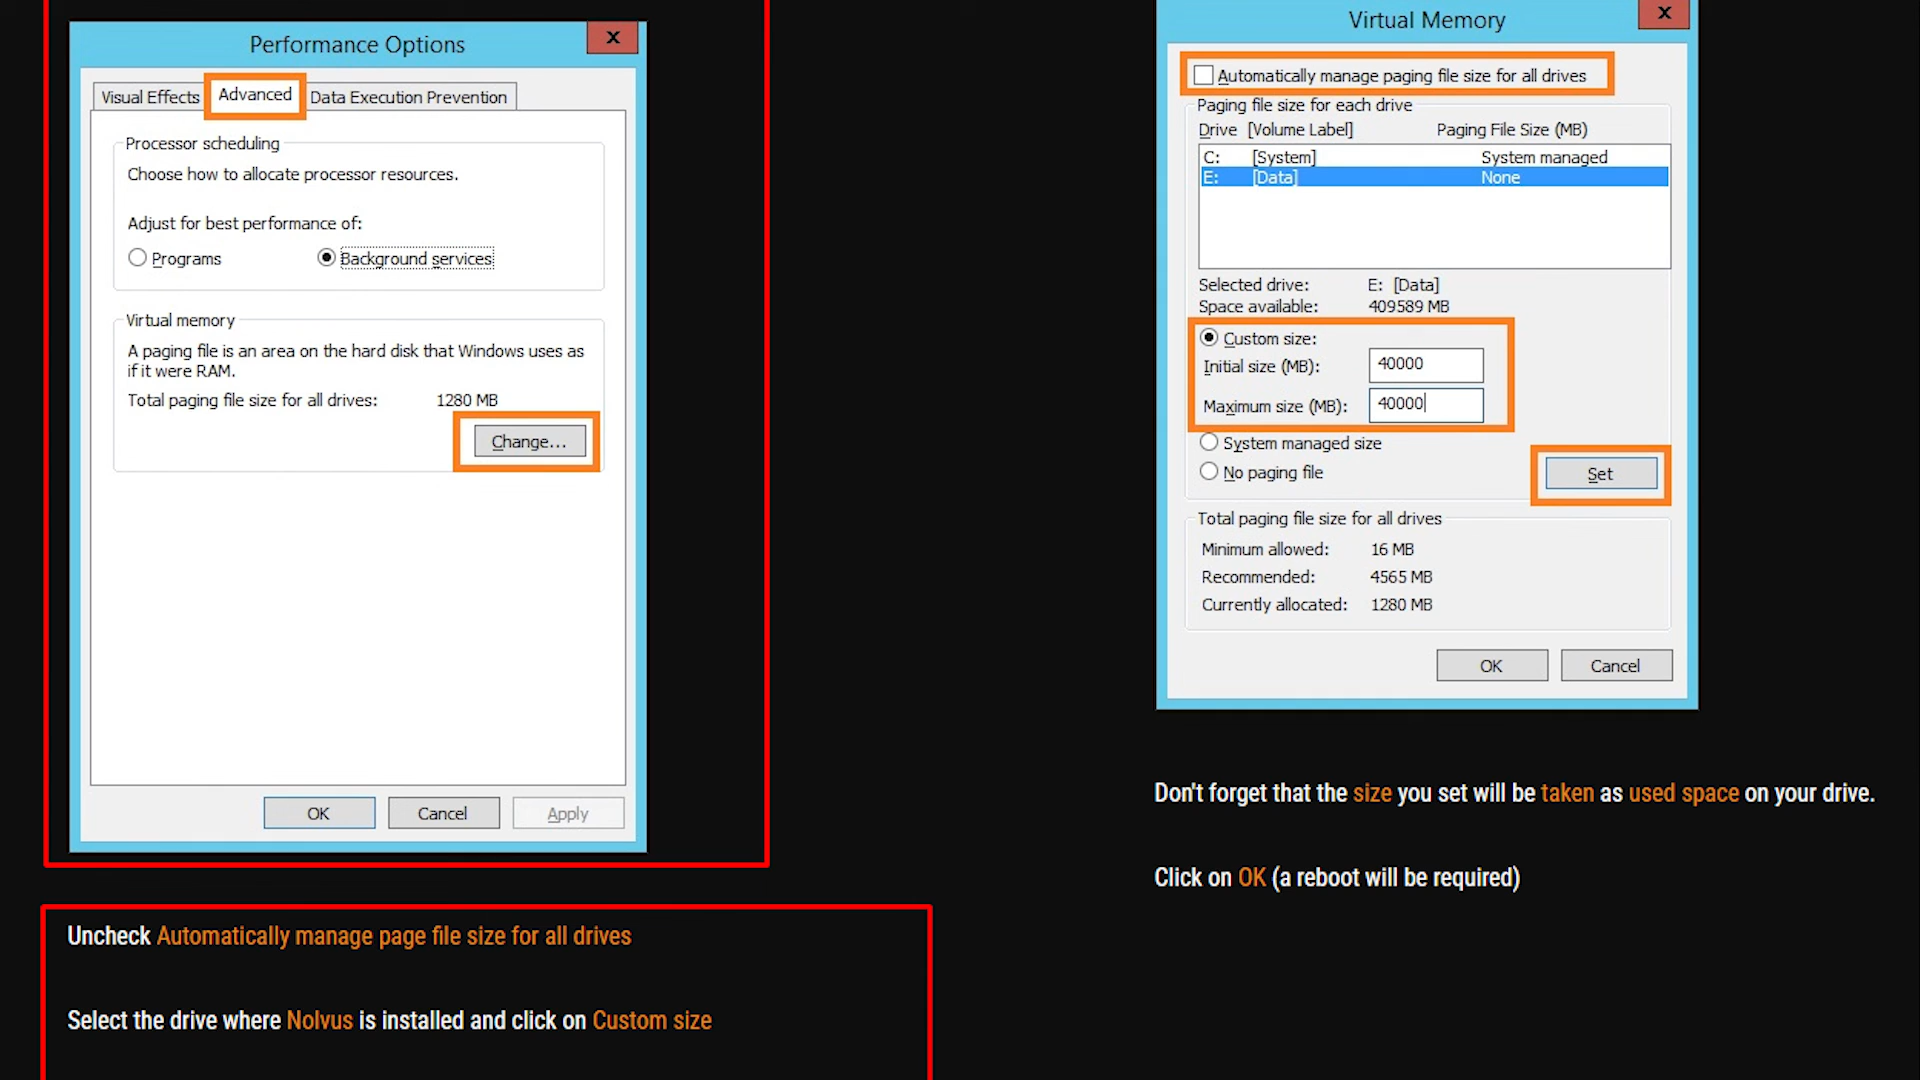 Performance Options
x
Visual Effects
Advanced
Data Execution Prevention
Processor scheduling
Choose how to allocate processor resources.
Adjust for best performance of:
Programs
Background services
Virtual memory
A paging file is an area on the hard disk that Windows uses as
if it were RAM.
Total paging file size for all drives: 1280 MB
Change...
OK
Cancel
Apply
Uncheck Automatically manage page file size for all drives
Select the drive where Nolvus is installed and click on Custom size
Virtual Memory
x
Automatically manage paging file size for all drives
Paging file size for each drive
Drive [Volume Label] Paging File Size (MB)
C: [System] System managed
E: [Data] None
Selected drive: E: [Data]
Space available: 409589 MB
Custom size:
Initial size (MB): 40000
Maximum size (MB): 40000
System managed size
No paging file
Set
Total paging file size for all drives
Minimum allowed: 16 MB
Recommended: 4565 MB
Currently allocated: 1280 MB
OK
Cancel
Don't forget that the size you set will be taken as used space on your drive.
Click on OK (a reboot will be required)